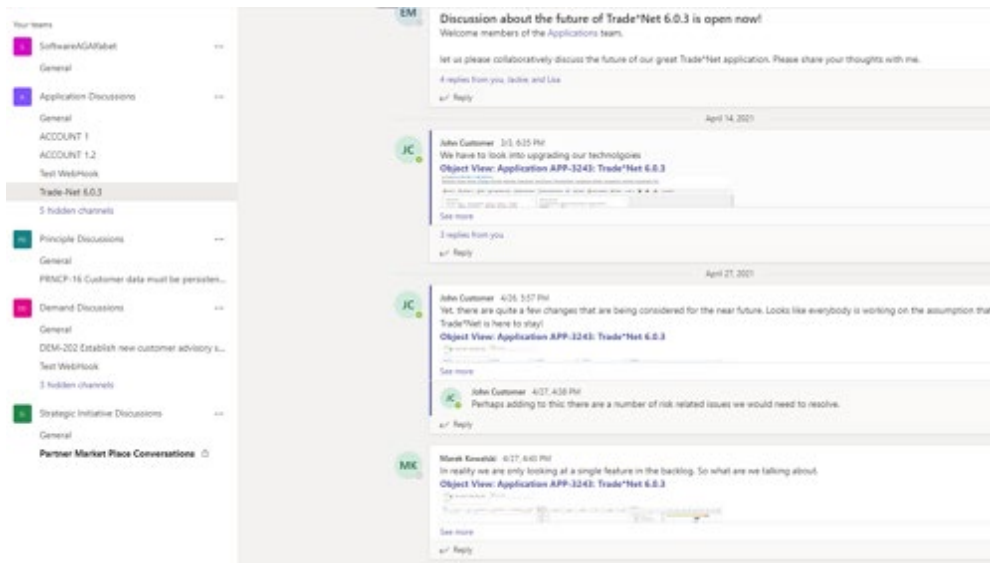 Your teams
SoftwareAGAlfabet
General
Application Discussions
General
ACCOUNT 1
ACCOUNT 1.2
Test WebHook
Trade-Net 6.0.3
5 hidden channels
Principle Discussions
General
PRNCP-16 Customer data must be persisten...
Demand Discussions
General
DEM-202 Establish new customer advisory s...
Test WebHook
3 hidden channels
Strategic Initiative Discussions
General
Partner Market Place Conversations
EM
Discussion about the future of Trade*Net 6.0.3 is open now!
Welcome members of the Applications team.
let us please collaboratively discuss the future of our great Trade*Net application. Please share your thoughts with me.
4 replies from you, Jackie, and Lisa
Reply
April 14, 2021
JC
John Customer 3/3, 6:35 PM
We have to look into upgrading our technolgoies
Object View: Application APP-3243: Trade*Net 6.0.3
See more
3 replies from you
Reply
April 27, 2021
JC
John Customer 4/26, 3:57 PM
Yet, there are quite a few changes that are being considered for the near future. Looks like everybody is working on the assumption that
Trade*Net is here to stay!
Object View: Application APP-3243: Trade*Net 6.0.3
See more
JC
John Customer 4/27, 4:38 PM
Perhaps adding to this: there are a number of risk related issues we would need to resolve.
Reply
MK
Marek Kowalski 4/27, 4:40 PM
In reality we are only looking at a single feature in the backlog. So what are we talking about.
Object View: Application APP-3243: Trade*Net 6.0.3
See more
Reply